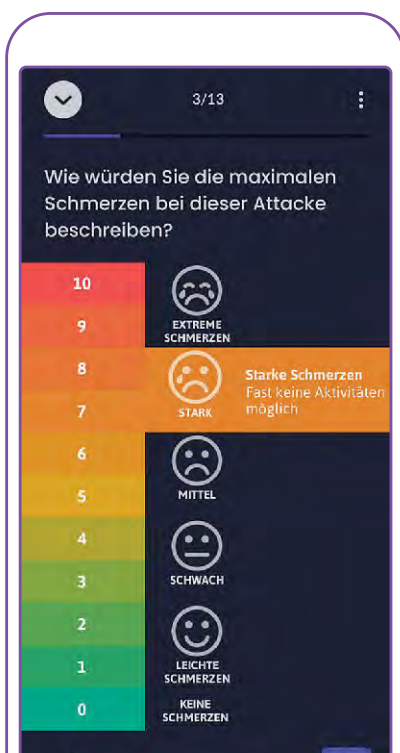 3/13
Wie würden Sie die maximalen
Schmerzen bei dieser Attacke
beschreiben?
10
9
EXTREME
SCHMERZEN
8
7
STARK
Starke Schmerzen
Fast keine Aktivitäten
möglich
6
5
MITTEL
4
3
SCHWACH
2
1
LEICHTE
SCHMERZEN
0
KEINE
SCHMERZEN